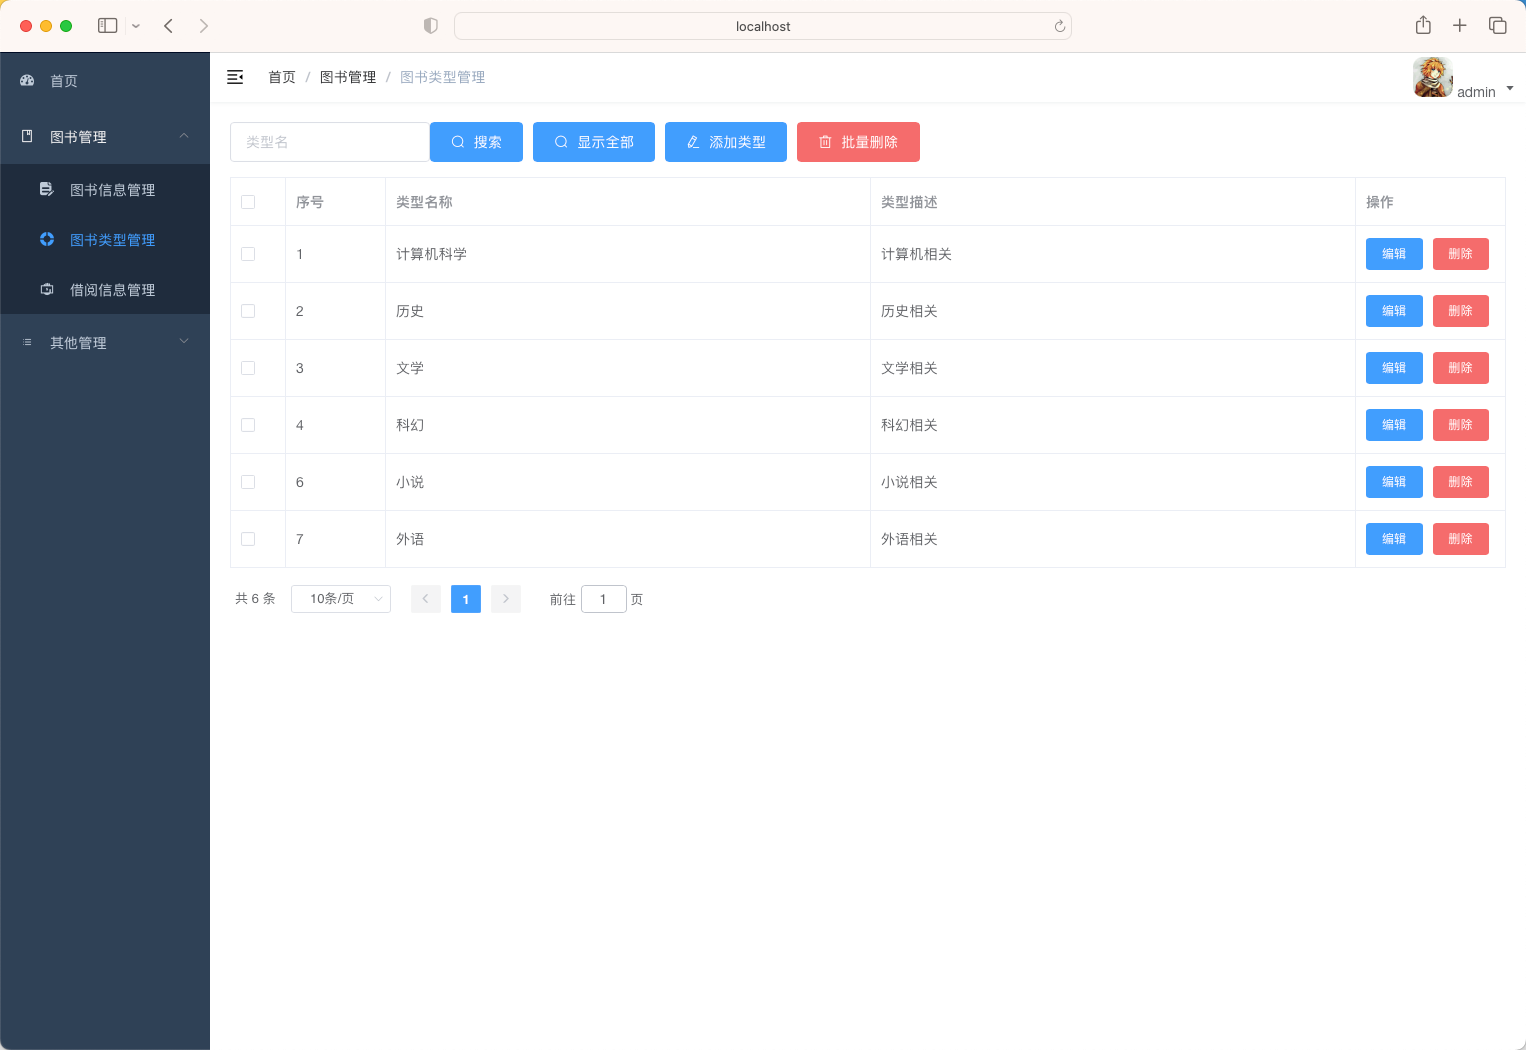 localhost
首页
图书管理
图书信息管理
图书类型管理
借阅信息管理
其他管理
首页 / 图书管理 / 图书类型管理
admin
类型名 搜索 显示全部 添加类型 批量删除
序号 类型名称 类型描述 操作
1 计算机科学 计算机相关 编辑 删除
2 历史 历史相关 编辑 删除
3 文学 文学相关 编辑 删除
4 科幻 科幻相关 编辑 删除
6 小说 小说相关 编辑 删除
7 外语 外语相关 编辑 删除
共 6 条 10条/页 1 前往 1 页